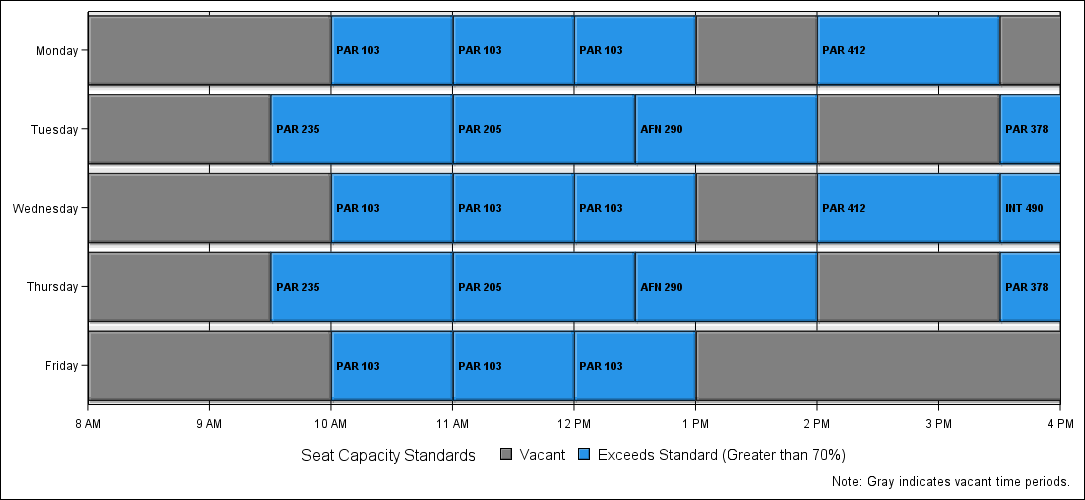 Monday PAR 103 PAR 103 PAR 103 PAR 412
Tuesday PAR 235 PAR 205 AFN 290 PAR 378
Wednesday PAR 103 PAR 103 PAR 103 PAR 412 INT 490
Thursday PAR 235 PAR 205 AFN 290 PAR 378
Friday PAR 103 PAR 103 PAR 103
8 AM 9 AM 10 AM 11 AM 12 PM 1 PM 2 PM 3 PM 4 PM
Seat Capacity Standards Vacant Exceeds Standard (Greater than 70%)
Note: Gray indicates vacant time periods.